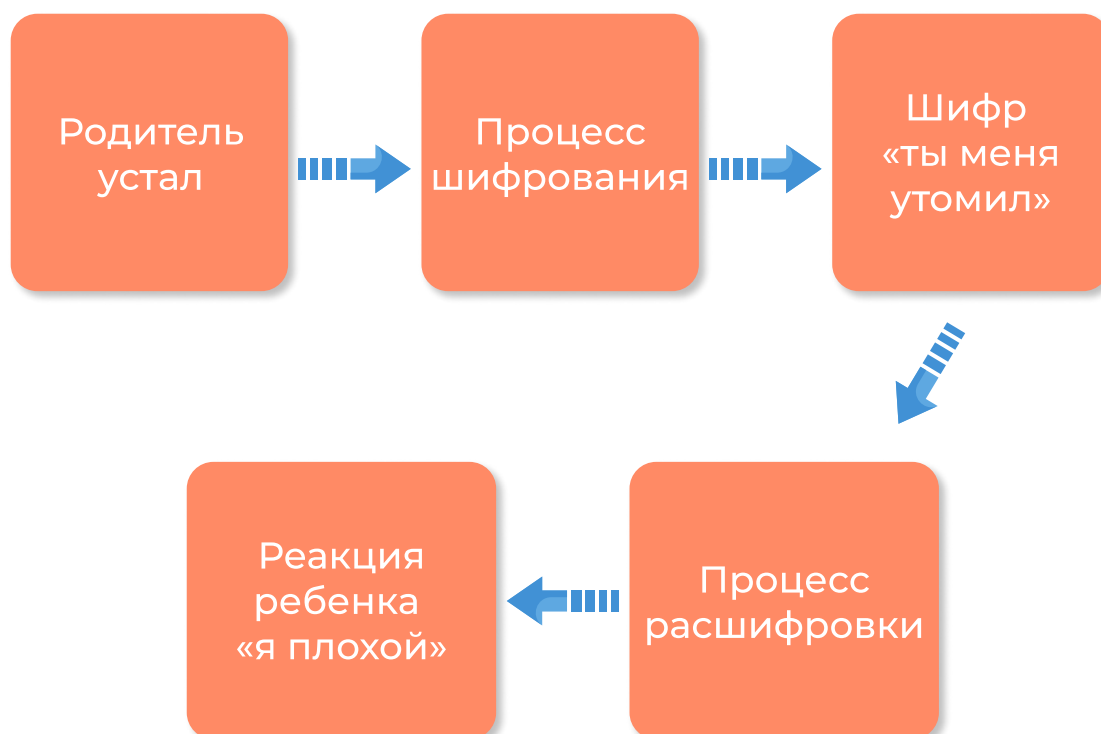 Родитель
устал
Процесс
шифрования
Шифр
«ты меня
утомил»
Процесс
расшифровки
Реакция
ребенка
«я плохой»